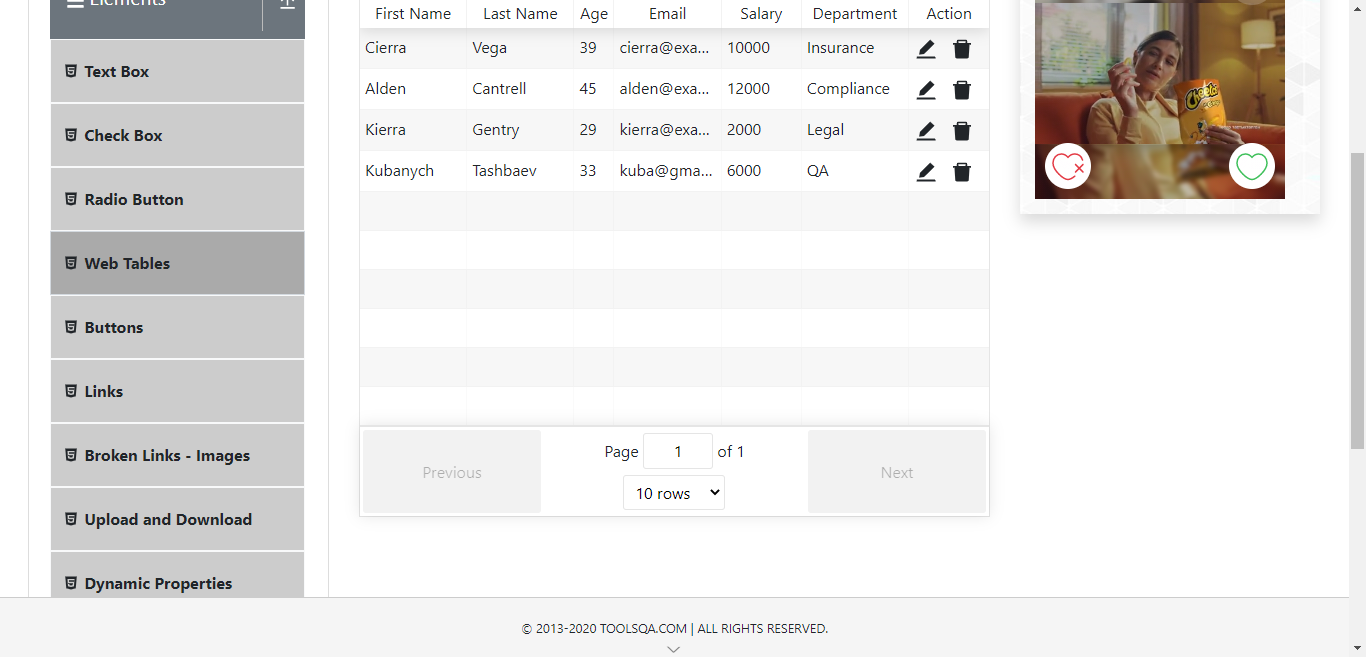 Elements
Text Box
Check Box
Radio Button
Web Tables
Buttons
Links
Broken Links - Images
Upload and Download
Dynamic Properties
First Name Last Name Age Email Salary Department Action
Cierra Vega 39 cierra@exa... 10000 Insurance
Alden Cantrell 45 alden@exa... 12000 Compliance
Kierra Gentry 29 kierra@exa... 2000 Legal
Kubanych Tashbaev 33 kuba@gma... 6000 QA
Previous
Page 1 of 1
10 rows
Next
Cheetos
© 2013-2020 TOOLSQA.COM | ALL RIGHTS RESERVED.